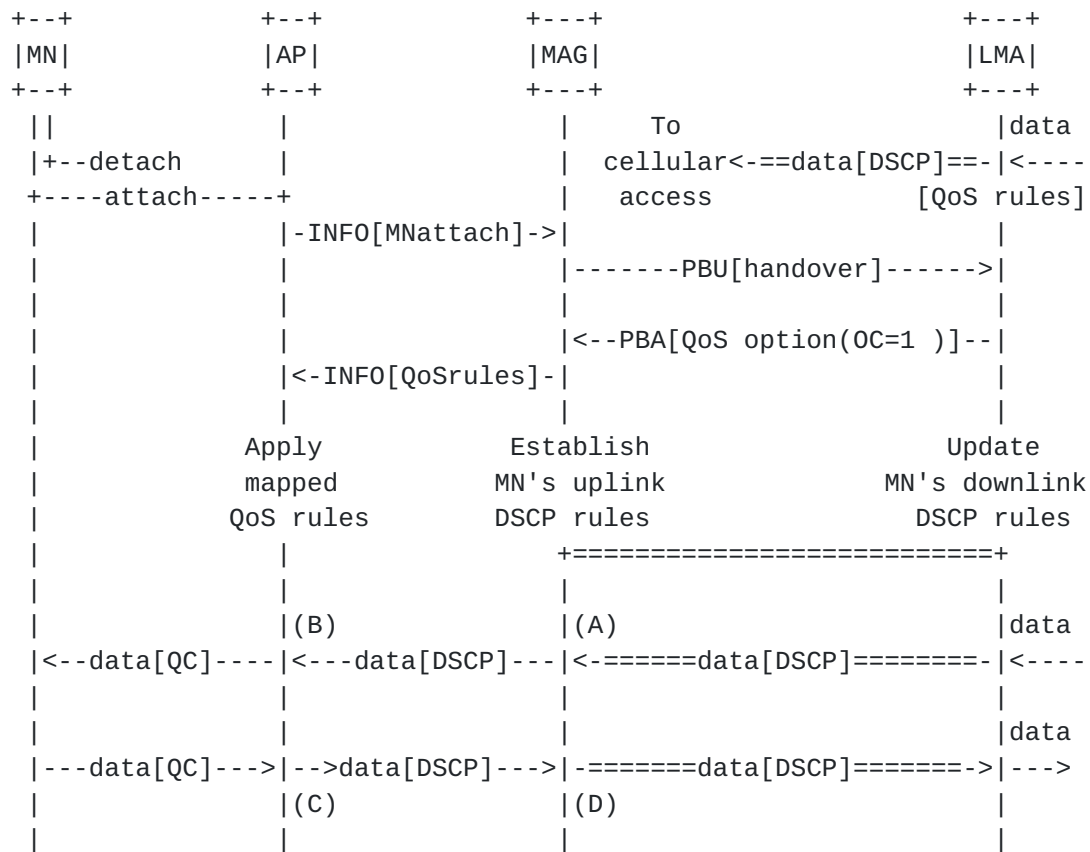 +--+            +--+            +---+                       +---+
|MN|            |AP|            |MAG|                       |LMA|
+--+            +--+            +---+                       +---+
 ||              |                 |     To                    |data
 |+--detach      |                 |  cellular<-==data[DSCP]==-|<----
 +----attach-----+                 |   access             [QoS rules]
 |               |-INFO[MNattach]->|                           |
 |               |                 |-------PBU[handover]------>|
 |               |                 |                           |
 |               |                 |<--PBA[QoS option(OC=1 )]--|
 |               |<-INFO[QoSrules]-|                           |
 |               |                 |                           |
 |             Apply           Establish                   Update
 |             mapped         MN's uplink              MN's downlink
 |            QoS rules       DSCP rules                 DSCP rules
 |               |                 +===========================+
 |               |                 |                           |
 |               |(B)              |(A)                        |data
 |<--data[QC]----|<---data[DSCP]---|<-======data[DSCP]========-|<----
 |               |                 |                           |
 |               |                 |                           |data
 |---data[QC]--->|-->data[DSCP]--->|-=======data[DSCP]=======->|--->
 |               |(C)              |(D)                        |
 |               |                 |                           |